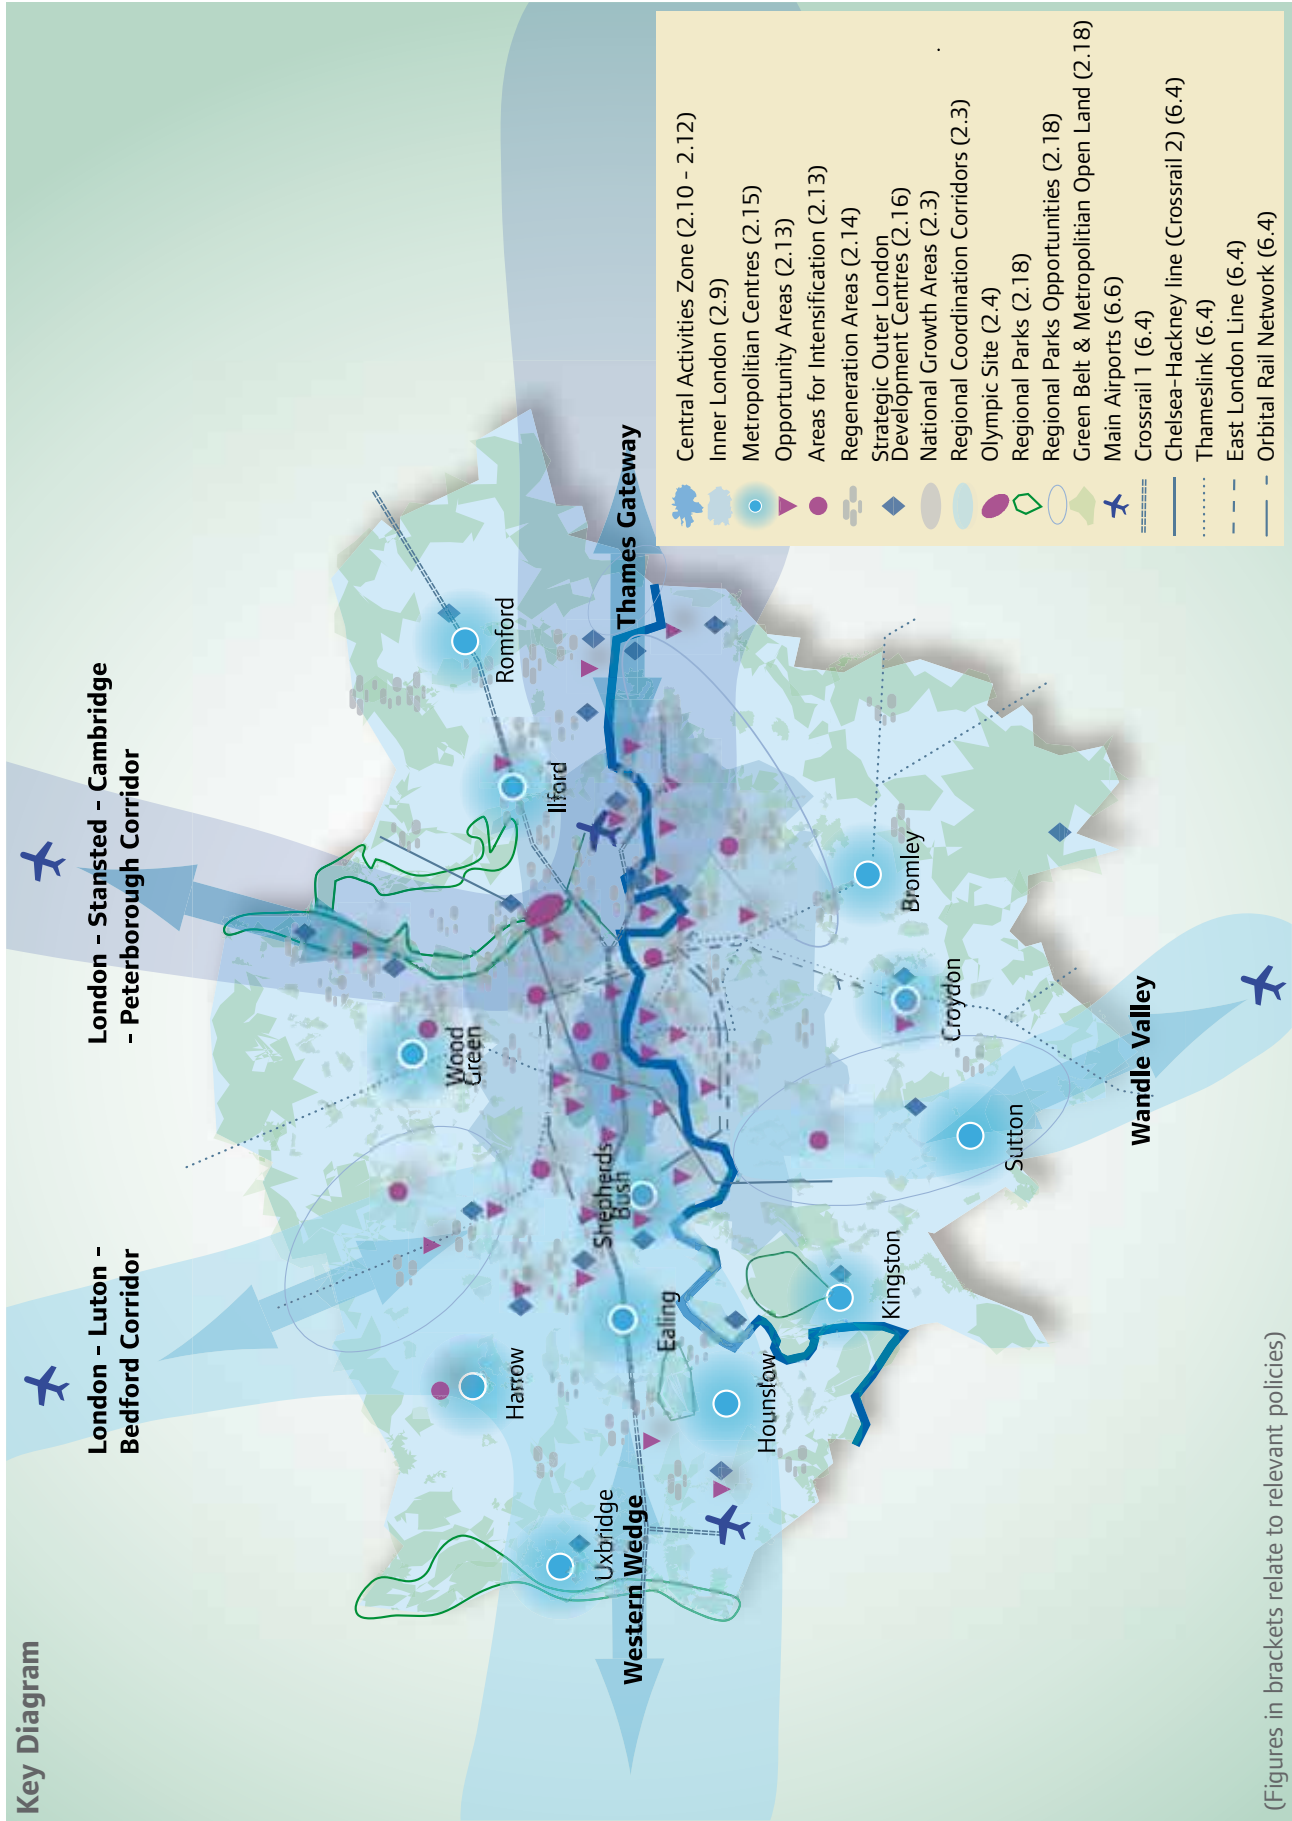 Key Diagram
London – Luton –
Bedford Corridor
London – Stansted – Cambridge
– Peterborough Corridor
Harrow
Wood
Green
Romford
Ilford
Uxbridge
Western Wedge
Ealing
Shepherds
Bush
Thames Gateway
Hounslow
Kingston
Sutton
Croydon
Bromley
Wandle Valley
Central Activities Zone (2.10 – 2.12)
Inner London (2.9)
Metropolitan Centres (2.15)
Opportunity Areas (2.13)
Areas for Intensification (2.13)
Regeneration Areas (2.14)
Strategic Outer London
Development Centres (2.16)
National Growth Areas (2.3)
Regional Coordination Corridors (2.3)
Olympic Site (2.4)
Regional Parks (2.18)
Regional Parks Opportunities (2.18)
Green Belt & Metropolitan Open Land (2.18)
Main Airports (6.6)
Crossrail 1 (6.4)
Chelsea-Hackney line (Crossrail 2) (6.4)
Thameslink (6.4)
East London Line (6.4)
Orbital Rail Network (6.4)
(Figures in brackets relate to relevant policies)